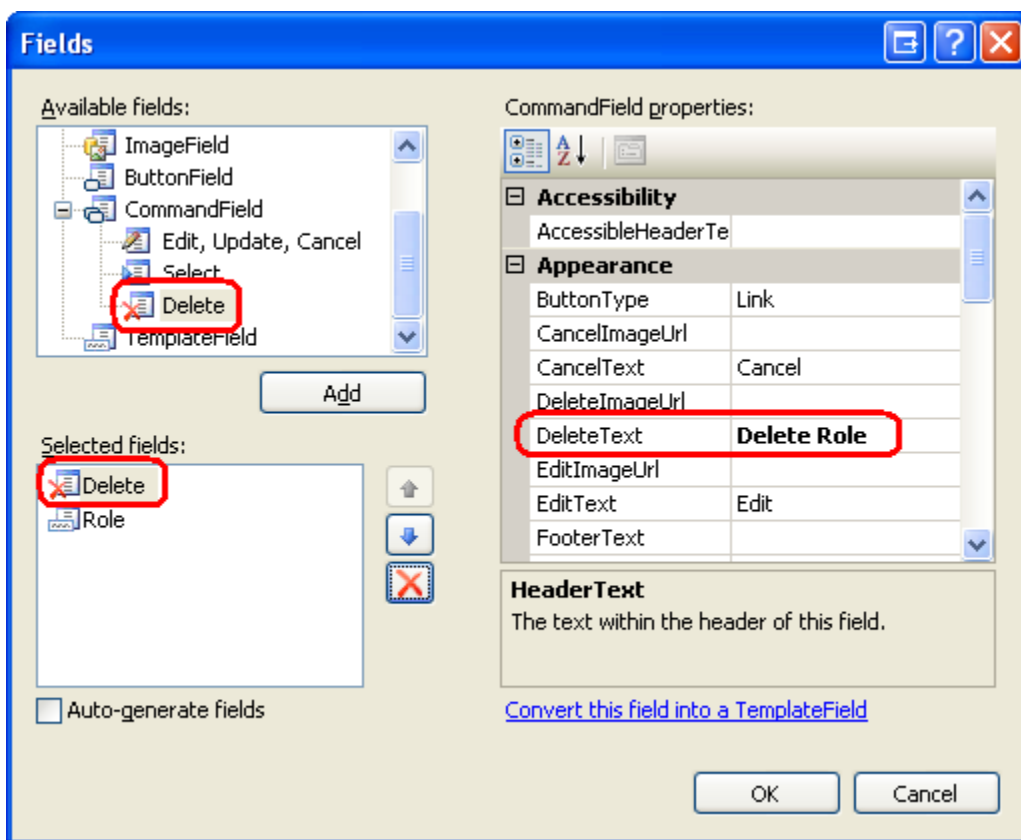 Fields
Available fields:
ImageField
ButtonField
CommandField
Edit, Update, Cancel
Select
Delete
TemplateField
Add
Selected fields:
Delete
Role
Auto-generate fields
CommandField properties:
Accessibility
AccessibleHeaderTe
Appearance
ButtonType Link
CancelImageUrl
CancelText Cancel
DeleteImageUrl
DeleteText Delete Role
EditImageUrl
EditText Edit
FooterText
HeaderText
The text within the header of this field.
Convert this field into a TemplateField
OK Cancel